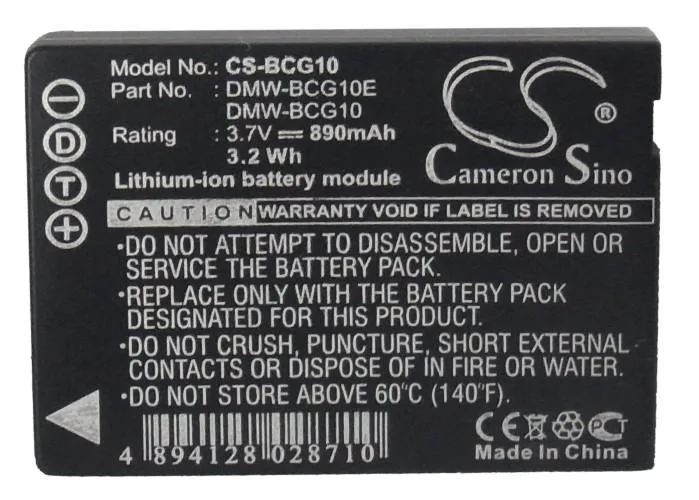 Model No.: CS-BCG10
Part No. : DMW-BCG10E
DMW-BCG10
Rating : 3.7V 890mAh
3.2 Wh
Lithium-ion battery module
CS ®
Cameron Sino
D
T
CAUTION WARRANTY VOID IF LABEL IS REMOVED
•DO NOT ATTEMPT TO DISASSEMBLE, OPEN OR
SERVICE THE BATTERY PACK.
•REPLACE ONLY WITH THE BATTERY PACK
DESIGNATED FOR THIS PRODUCT.
•DO NOT CRUSH, PUNCTURE, SHORT EXTERNAL
CONTACTS OR DISPOSE OF IN FIRE OR WATER.
•DO NOT STORE ABOVE 60°C (140°F).
4 894128 028710
CE PCT
Made In China